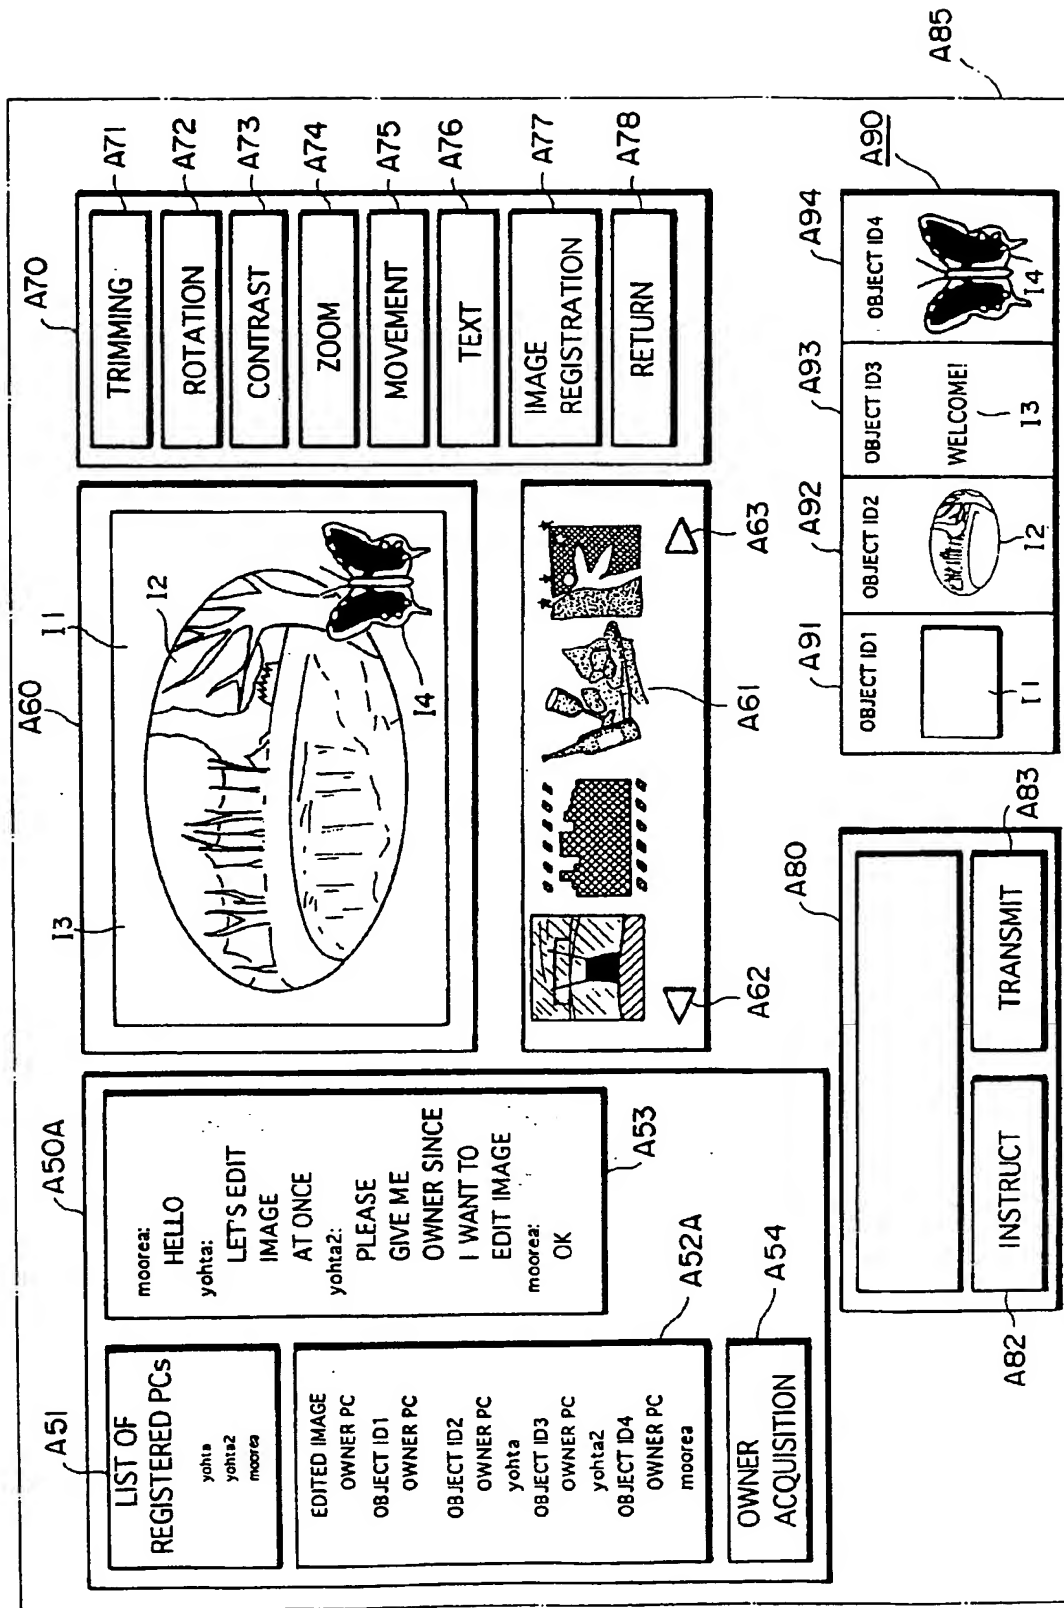 A50A
A51
LIST OF
REGISTERED PCs
yohta
yohta2
moorea
EDITED IMAGE
OWNER PC
OBJECT ID1
OWNER PC
OBJECT ID2
OWNER PC
yohta
OBJECT ID3
OWNER PC
yohta2
OBJECT ID4
OWNER PC
moorea
A52A
OWNER
ACQUISITION
A54
moorea:
HELLO
yohta:
LET'S EDIT
IMAGE
AT ONCE
yohta2:
PLEASE
GIVE ME
OWNER SINCE
I WANT TO
EDIT IMAGE
moorea:
OK
A53
A60
I3
I1
I2
I4
A61
A62
A63
A70
TRIMMING
A71
ROTATION
A72
CONTRAST
A73
ZOOM
A74
MOVEMENT
A75
TEXT
A76
IMAGE
REGISTRATION
A77
RETURN
A78
A80
INSTRUCT
A82
TRANSMIT
A83
A90
A91
OBJECT ID1
I1
A92
OBJECT ID2
I2
A93
OBJECT ID3
WELCOME!
I3
A94
OBJECT ID4
I4
A85